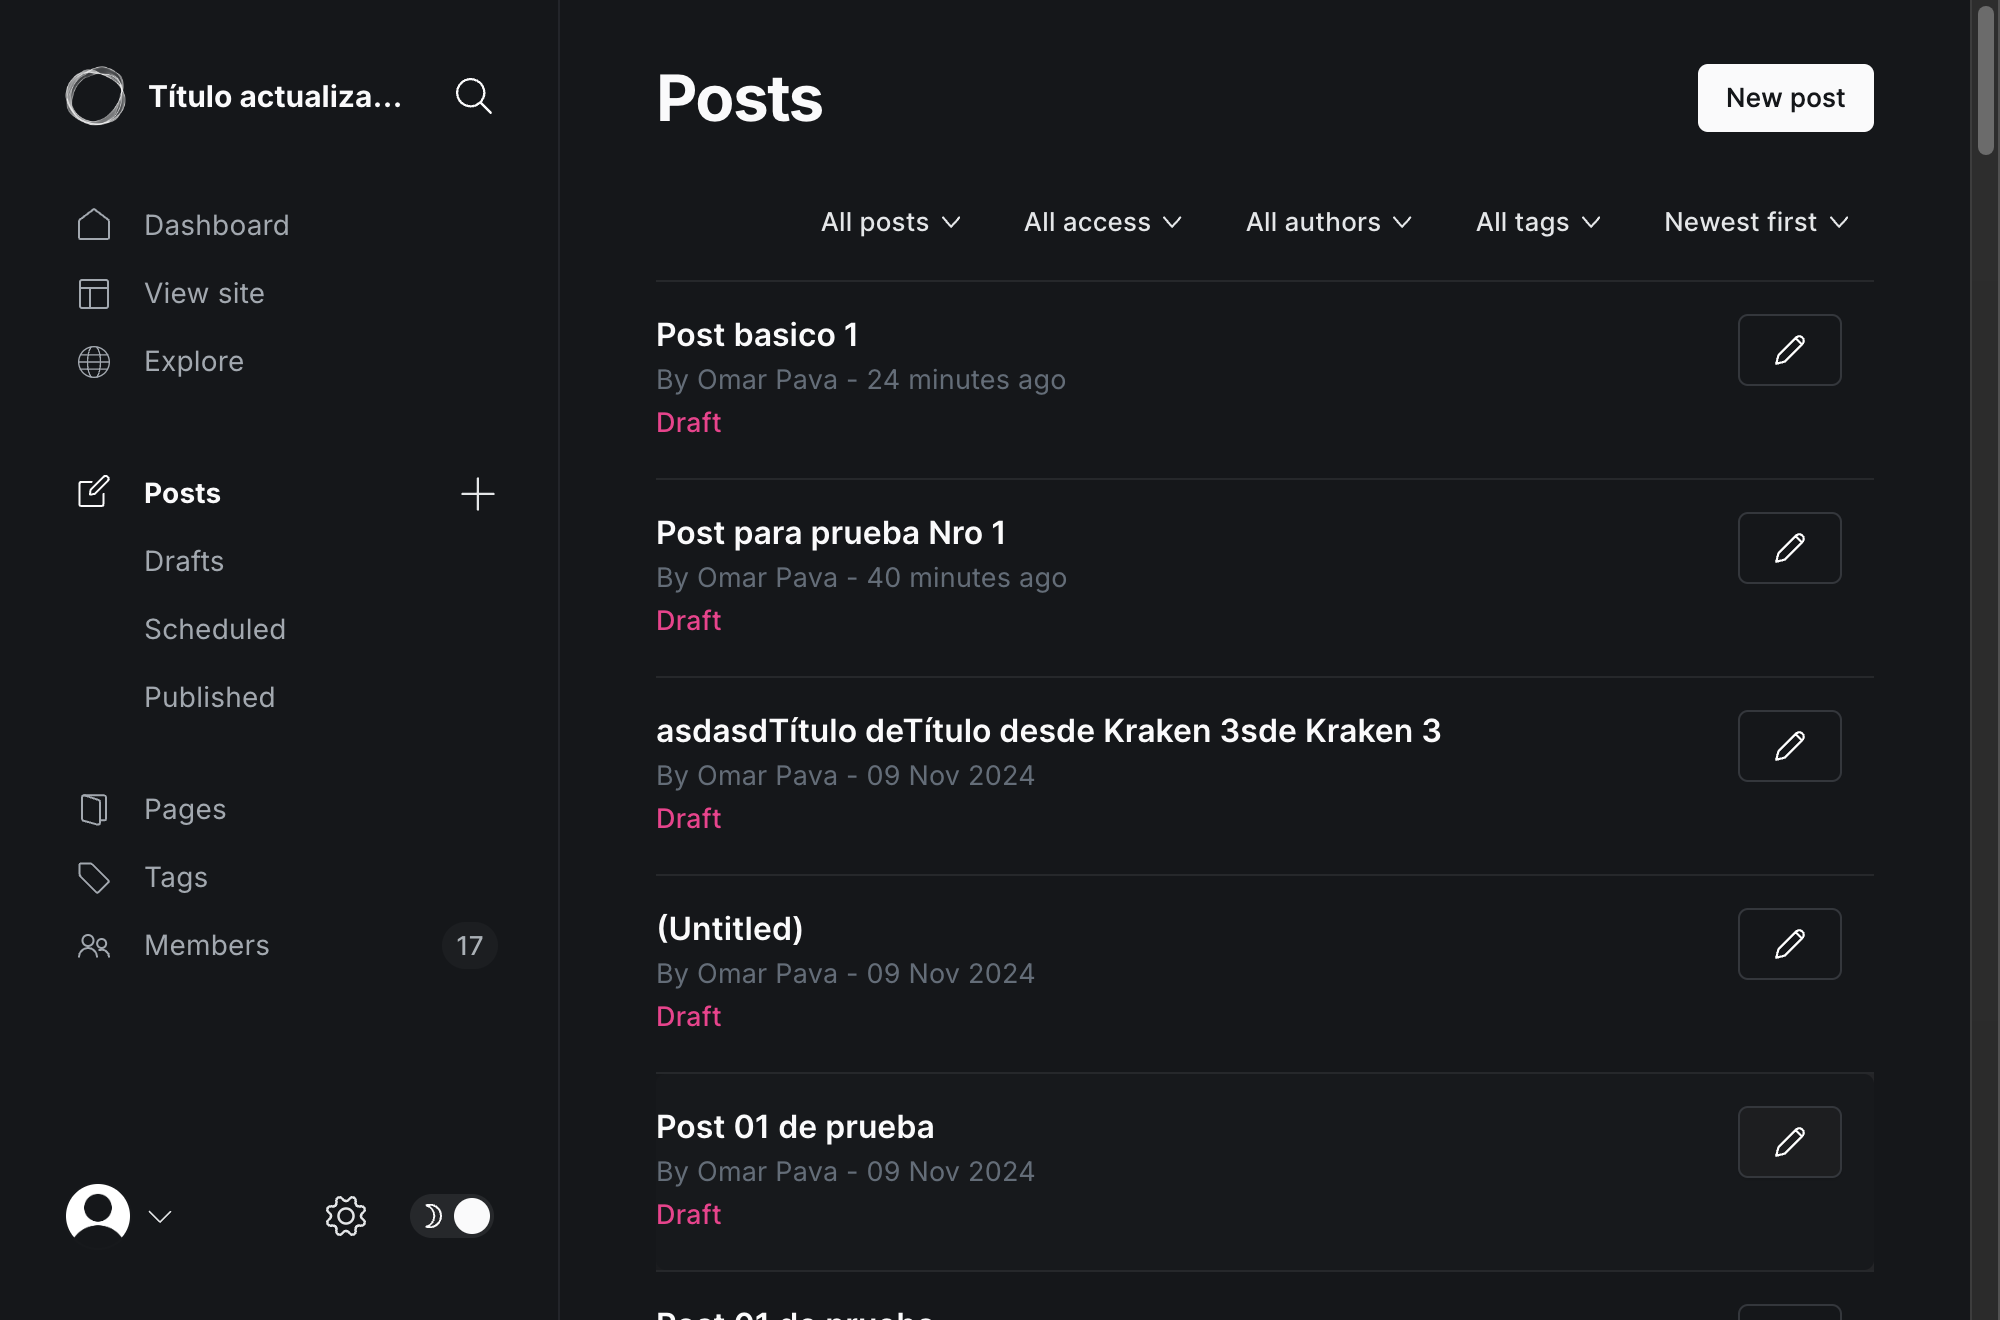 Título actualiza...
Dashboard
View site
Explore
Posts
Drafts
Scheduled
Published
Pages
Tags
Members 17
Posts
New post
All posts All access All authors All tags Newest first
Post basico 1
By Omar Pava - 24 minutes ago
Draft
Post para prueba Nro 1
By Omar Pava - 40 minutes ago
Draft
asdasdTítulo deTítulo desde Kraken 3sde Kraken 3
By Omar Pava - 09 Nov 2024
Draft
(Untitled)
By Omar Pava - 09 Nov 2024
Draft
Post 01 de prueba
By Omar Pava - 09 Nov 2024
Draft
Post 01 de prueba